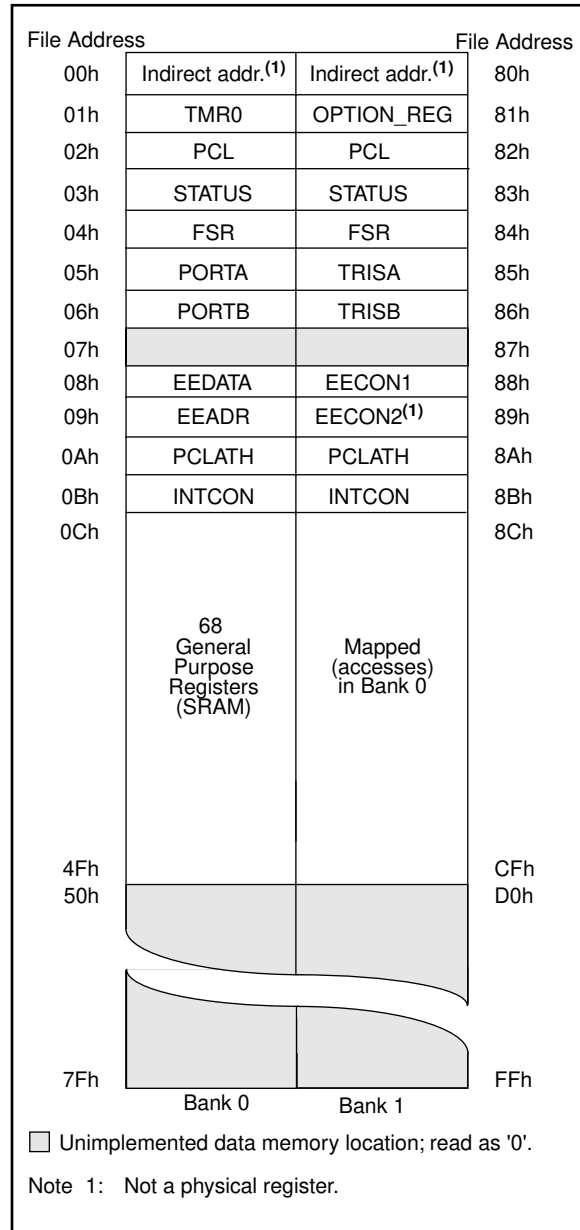 File Address File Address
00h Indirect addr.(1) Indirect addr.(1) 80h
01h TMR0 OPTION_REG 81h
02h PCL PCL 82h
03h STATUS STATUS 83h
04h FSR FSR 84h
05h PORTA TRISA 85h
06h PORTB TRISB 86h
07h 87h
08h EEDATA EECON1 88h
09h EEADR EECON2(1) 89h
0Ah PCLATH PCLATH 8Ah
0Bh INTCON INTCON 8Bh
0Ch 8Ch
68
General Mapped
Purpose (accesses)
Registers in Bank 0
(SRAM)
4Fh CFh
50h D0h
7Fh FFh
Bank 0 Bank 1
Unimplemented data memory location; read as '0'.
Note 1: Not a physical register.